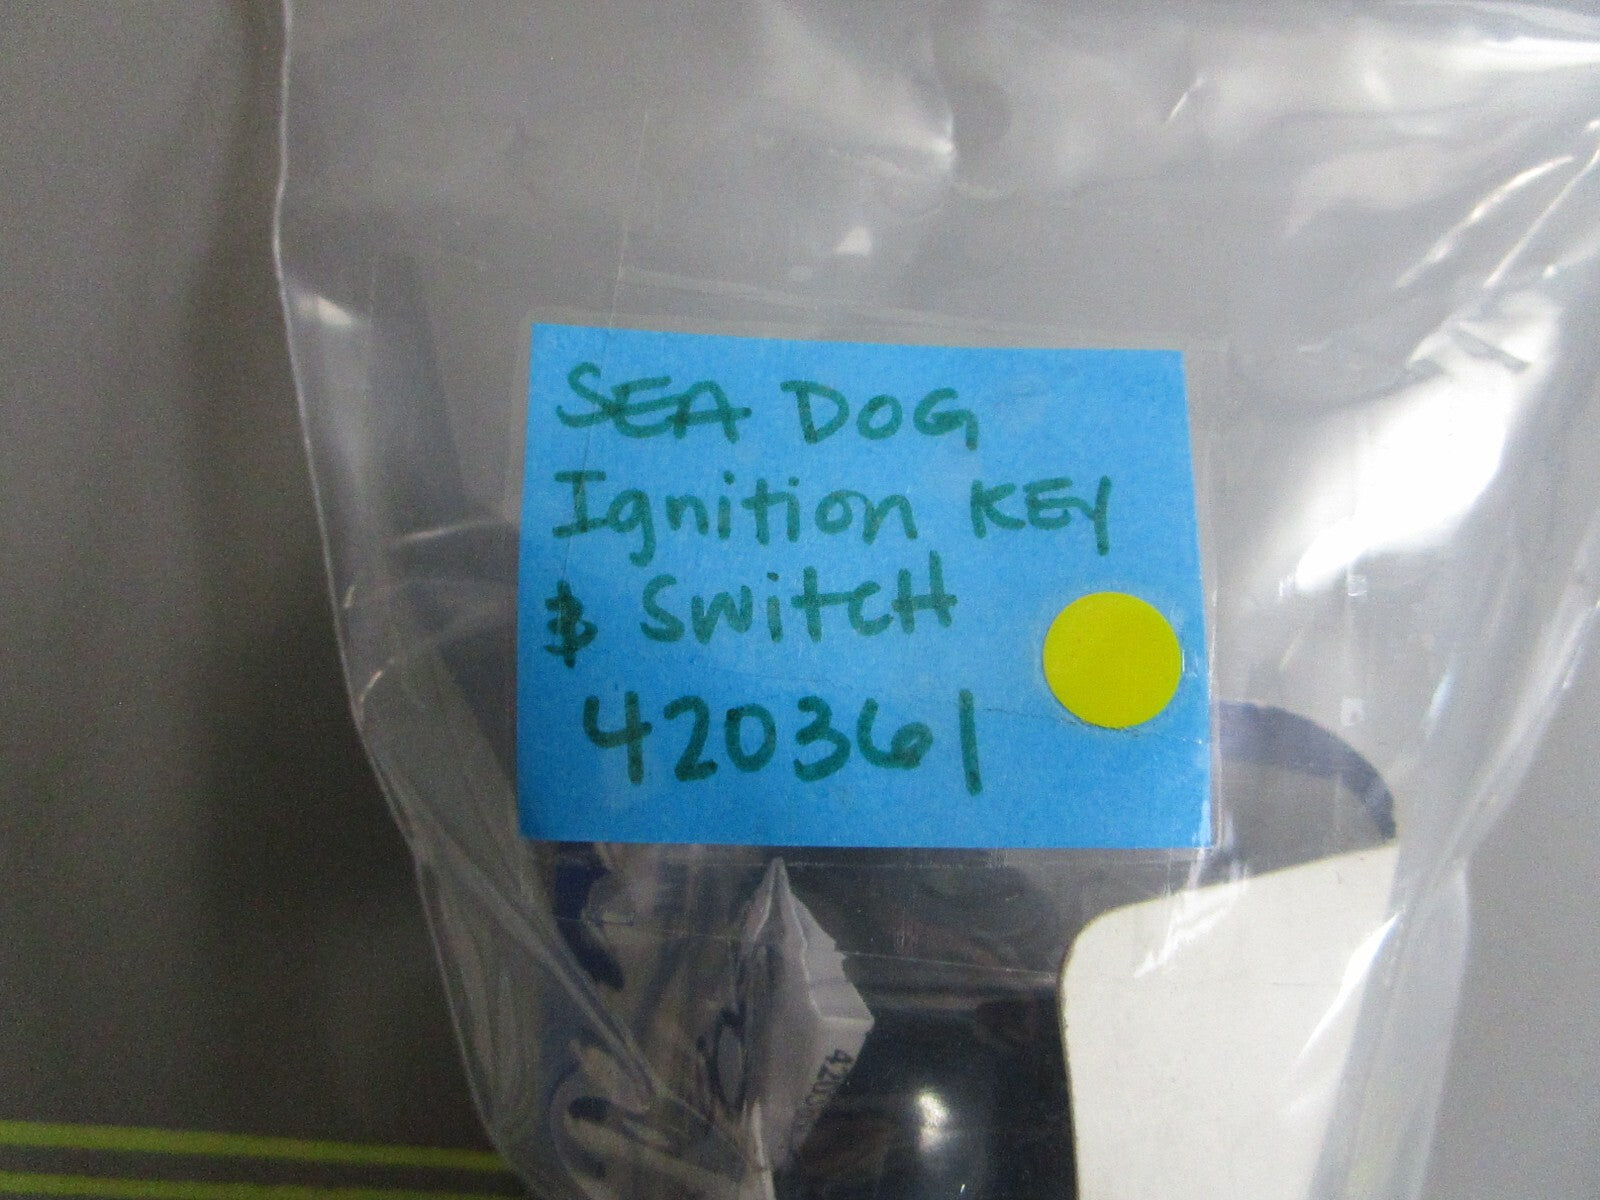 SEA DOG
Ignition KEY
& SWitCH
420361